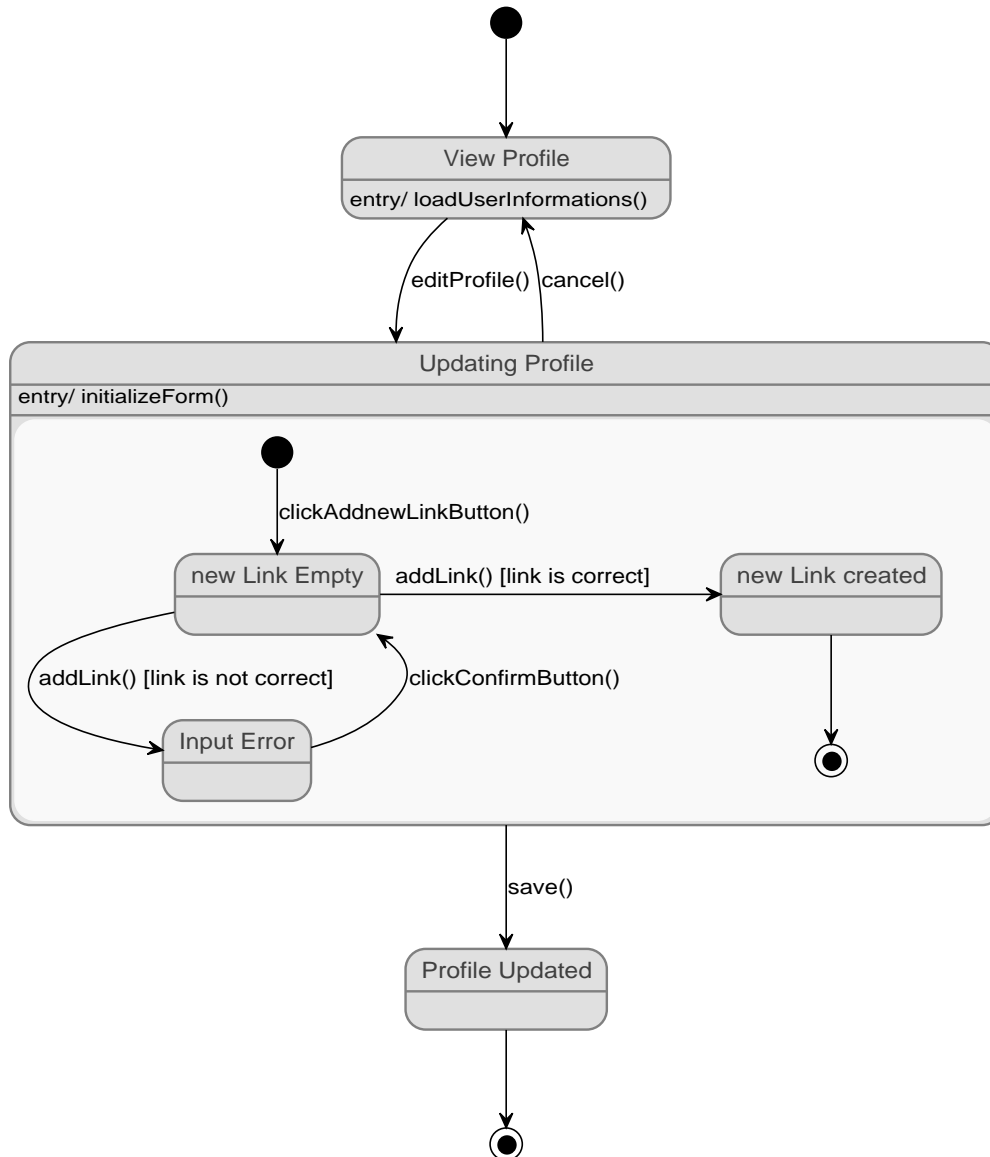 View Profile
entry/ loadUserInformations()
editProfile()
cancel()
Updating Profile
entry/ initializeForm()
clickAddnewLinkButton()
new Link Empty
addLink() [link is correct]
new Link created
addLink() [link is not correct]
clickConfirmButton()
Input Error
save()
Profile Updated